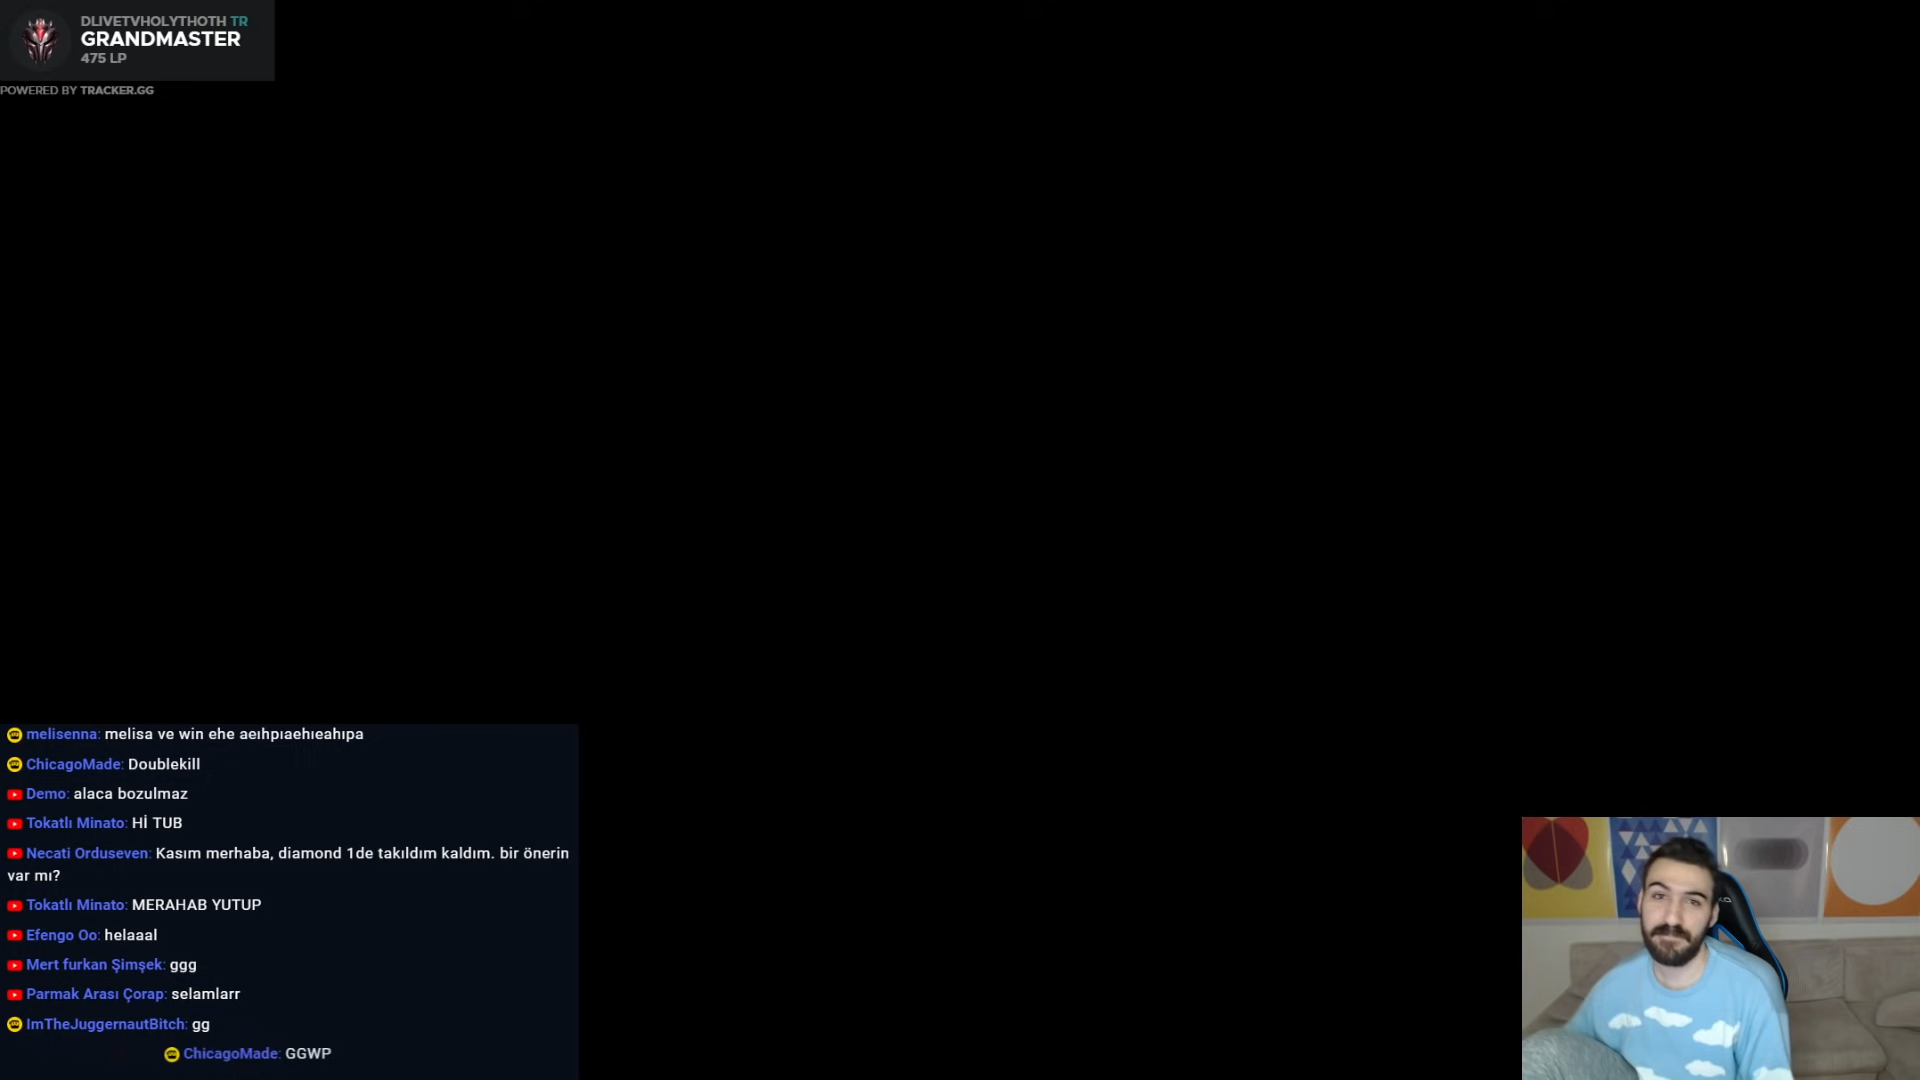 DLIVETVHOLYTHOTH TR
GRANDMASTER
475 LP
POWERED BY TRACKER.GG
melisenna: melisa ve win ehe aeıhpıaehıeahıpa
ChicagoMade: Doublekill
Demo: alaca bozulmaz
Tokatlı Minato: Hİ TUB
Necati Orduseven: Kasım merhaba, diamond 1de takıldım kaldım. bir önerin
var mı?
Tokatlı Minato: MERAHAB YUTUP
Efengo Oo: helaaal
Mert furkan Şimşek: ggg
Parmak Arası Çorap: selamlarr
ImTheJuggernautBitch: gg
ChicagoMade: GGWP